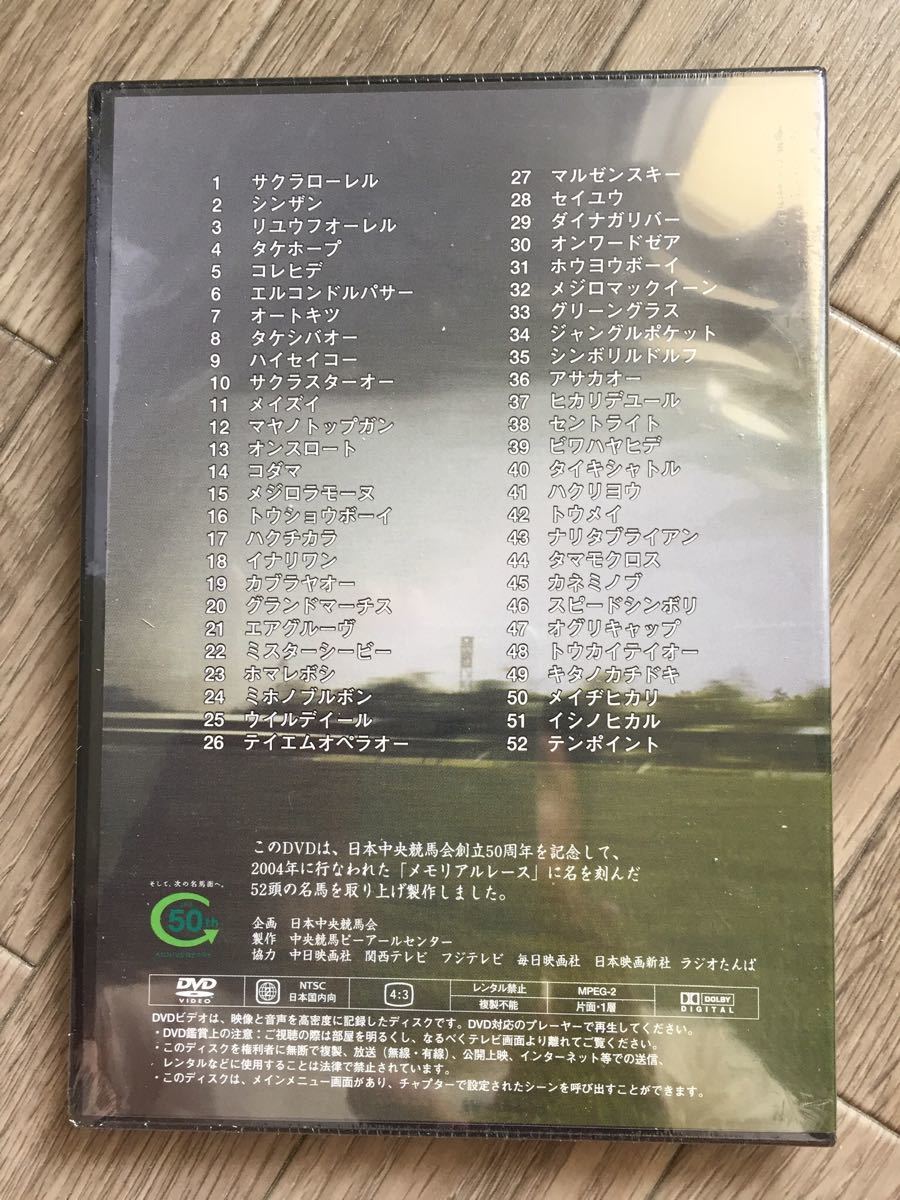 1 サクラローレル
2 シンザン
3 リユウフオーレル
4 タケホープ
5 コレヒデ
6 エルコンドルパサー
7 オートキツ
8 タケシバオー
9 ハイセイコー
10 サクラスターオー
11 メイズイ
12 マヤノトップガン
13 オンスロート
14 コダマ
15 メジロラモーヌ
16 トウショウボーイ
17 ハクチカラ
18 イナリワン
19 カブラヤオー
20 グランドマーチス
21 エアグルーヴ
22 ミスターシービー
23 ホマレボシ
24 ミホノブルボン
25 ウイルデイール
26 テイエムオペラオー
27 マルゼンスキー
28 セイユウ
29 ダイナガリバー
30 オンワードゼア
31 ホウヨウボーイ
32 メジロマックイーン
33 グリーングラス
34 ジャングルポケット
35 シンボリルドルフ
36 アサカオー
37 ヒカリデユール
38 セントライト
39 ビワハヤヒデ
40 タイキシャトル
41 ハクリヨウ
42 トウメイ
43 ナリタブライアン
44 タマモクロス
45 カネミノブ
46 スピードシンボリ
47 オグリキャップ
48 トウカイテイオー
49 キタノカチドキ
50 メイヂヒカリ
51 イシノヒカル
52 テンポイント
このDVDは、日本中央競馬会創立50周年を記念して、
2004年に行なわれた「メモリアルレース」に名を刻んだ
52頭の名馬を取り上げ製作しました。
そして、次の名馬面へ。
50th
企画 日本中央競馬会
製作 中央競馬ピーアールセンター
協力 中日映画社 関西テレビ フジテレビ 毎日映画社 日本映画新社 ラジオたんぱ
DVD VIDEO
2
NTSC
日本国内向
4:3
レンタル禁止
複製不能
MPEG-2
片面・1層
DOLBY DIGITAL
DVDビデオは、映像と音声を高密度に記録したディスクです。DVD対応のプレーヤーで再生してください。
・DVD鑑賞上の注意：ご視聴の際は部屋を明るくし、なるべくテレビ画面より離れてご覧ください。
・このディスクを権利者に無断で複製、放送（無線・有線）、公開上映、インターネット等での送信、
レンタルなどに使用することは法律で禁止されています。
・このディスクは、メインメニュー画面があり、チャプターで設定されたシーンを呼び出すことができます。